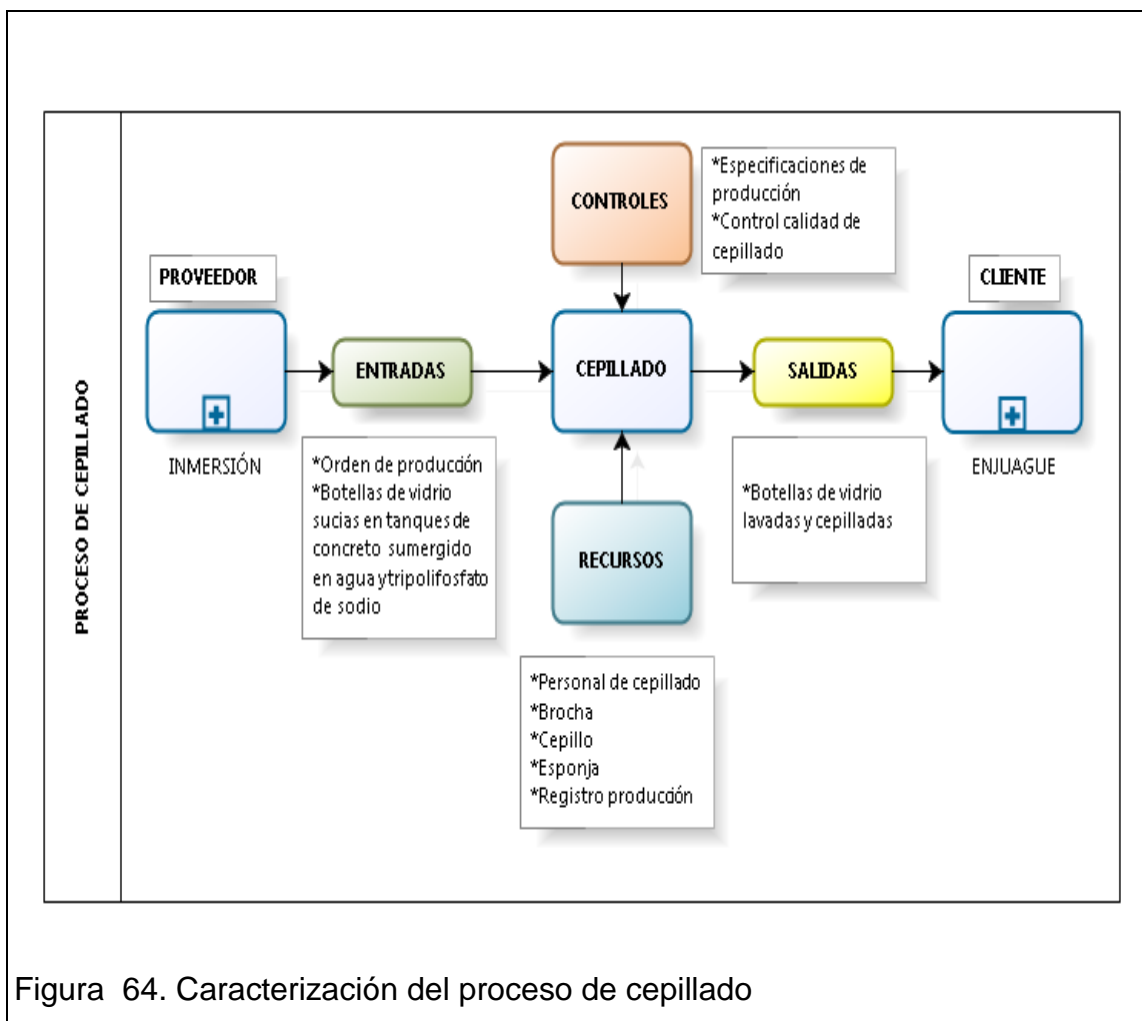 PROCESO DE CEPILLADO
PROVEEDOR
INMERSIÓN
ENTRADAS
*Orden de producción
*Botellas de vidrio
sucias en tanques de
concreto sumergido
en agua ytripolifosfato
de sodio
CONTROLES
*Especificaciones de
producción
*Control calidad de
cepillado
CEPILLADO
RECURSOS
*Personal de cepillado
*Brocha
*Cepillo
*Esponja
*Registro producción
SALIDAS
*Botellas de vidrio
lavadas y cepilladas
CLIENTE
ENJUAGUE
Figura 64. Caracterización del proceso de cepillado